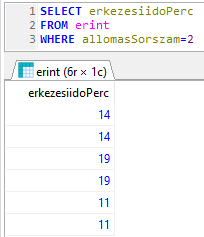 1 SELECT erkezesiidoPerc
2 FROM erint
3 WHERE allomasSorszam=2
erint (6r × 1c)
erkezesiidoPerc
14
14
19
19
11
11